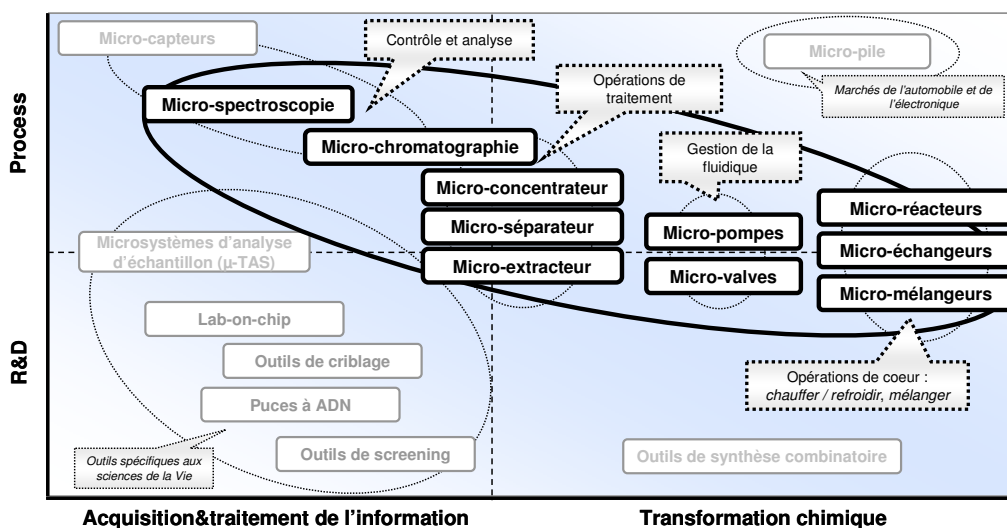 Micro-capteurs
Contrôle et analyse
Micro-pile
Marchés de l'automobile et de
l'électronique
Opérations de
traitement
Micro-spectroscopie
Micro-chromatographie
Gestion de la
fluidique
Micro-concentrateur
Micro-séparateur
Micro-extracteur
Micro-pompes
Micro-valves
Micro-réacteurs
Micro-échangeurs
Micro-mélangeurs
Process
Microsystèmes d'analyse
d'échantillon (µ-TAS)
Lab-on-chip
Outils de criblage
Puces à ADN
Outils de screening
Outils spécifiques aux
sciences de la Vie
Opérations de coeur :
chauffer / refroidir, mélanger
Outils de synthèse combinatoire
R&D
Acquisition&traitement de l'information
Transformation chimique